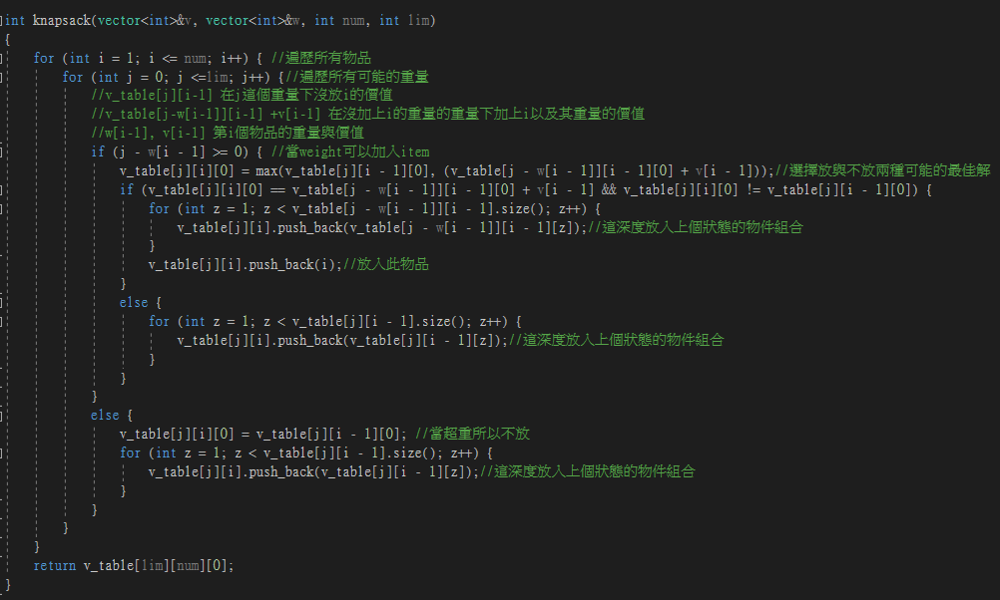 int knapsack(vector<int>&v, vector<int>&w, int num, int lim)
{
    for (int i = 1; i <= num; i++) { //遍歷所有物品
        for (int j = 0; j <=lim; j++) {//遍歷所有可能的重量
            //v_table[j][i-1] 在j這個重量下沒放i的價值
            //v_table[j-w[i-1]][i-1] +v[i-1] 在沒加上i的重量的重量下加上i以及其重量的價值
            //w[i-1], v[i-1] 第i個物品的重量與價值
            if (j - w[i - 1] >= 0) { //當weight可以加入item
                v_table[j][i][0] = max(v_table[j][i - 1][0], (v_table[j - w[i - 1]][i - 1][0] + v[i - 1]));//選擇放與不放兩種可能的最佳解
                if (v_table[j][i][0] == v_table[j - w[i - 1]][i - 1][0] + v[i - 1] && v_table[j][i][0] != v_table[j][i - 1][0]) {
                    for (int z = 1; z < v_table[j - w[i - 1]][i - 1].size(); z++) {
                        v_table[j][i].push_back(v_table[j - w[i - 1]][i - 1][z]);//這深度放入上個狀態的物件組合
                    }
                    v_table[j][i].push_back(i);//放入此物品
                }
                else {
                    for (int z = 1; z < v_table[j][i - 1].size(); z++) {
                        v_table[j][i].push_back(v_table[j][i - 1][z]);//這深度放入上個狀態的物件組合
                    }
                }
            }
            else {
                v_table[j][i][0] = v_table[j][i - 1][0]; //當超重所以不放
                for (int z = 1; z < v_table[j][i - 1].size(); z++) {
                    v_table[j][i].push_back(v_table[j][i - 1][z]);//這深度放入上個狀態的物件組合
                }
            }
        }
    }
    return v_table[lim][num][0];
}